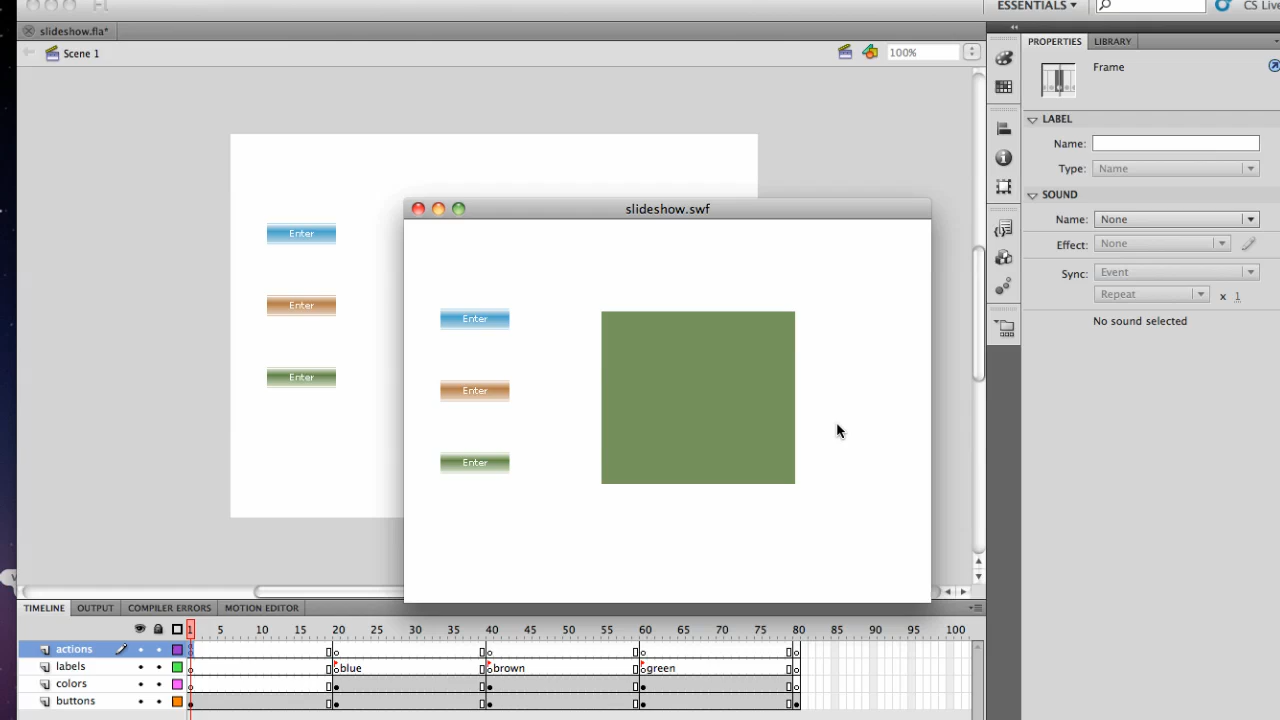 Fl
ESSENTIALS
CS Live
slideshow.fla*
Scene 1
100%
PROPERTIES LIBRARY
Frame
LABEL
Name:
Type: Name
SOUND
Name: None
Effect: None
Sync: Event
Repeat x 1
No sound selected
Enter
Enter
Enter
slideshow.swf
Enter
Enter
Enter
TIMELINE OUTPUT COMPILER ERRORS MOTION EDITOR
1 5 10 15 20 25 30 35 40 45 50 55 60 65 70 75 80 85 90 95 100
actions
labels blue brown green
colors
buttons